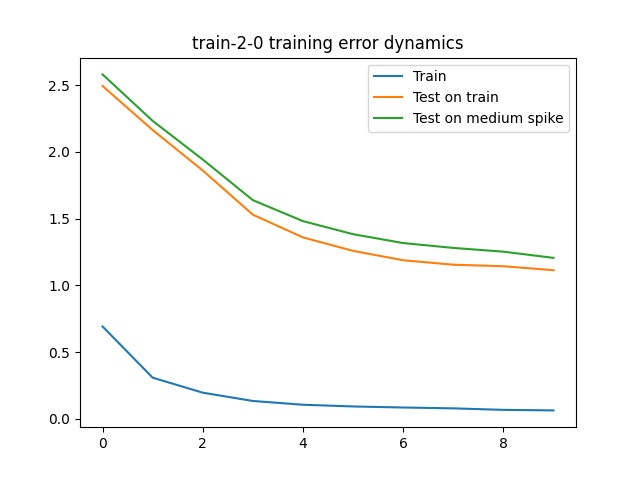 train-2-0 training error dynamics
Train
Test on train
Test on medium spike
2.5
2.0
1.5
1.0
0.5
0.0
0 2 4 6 8